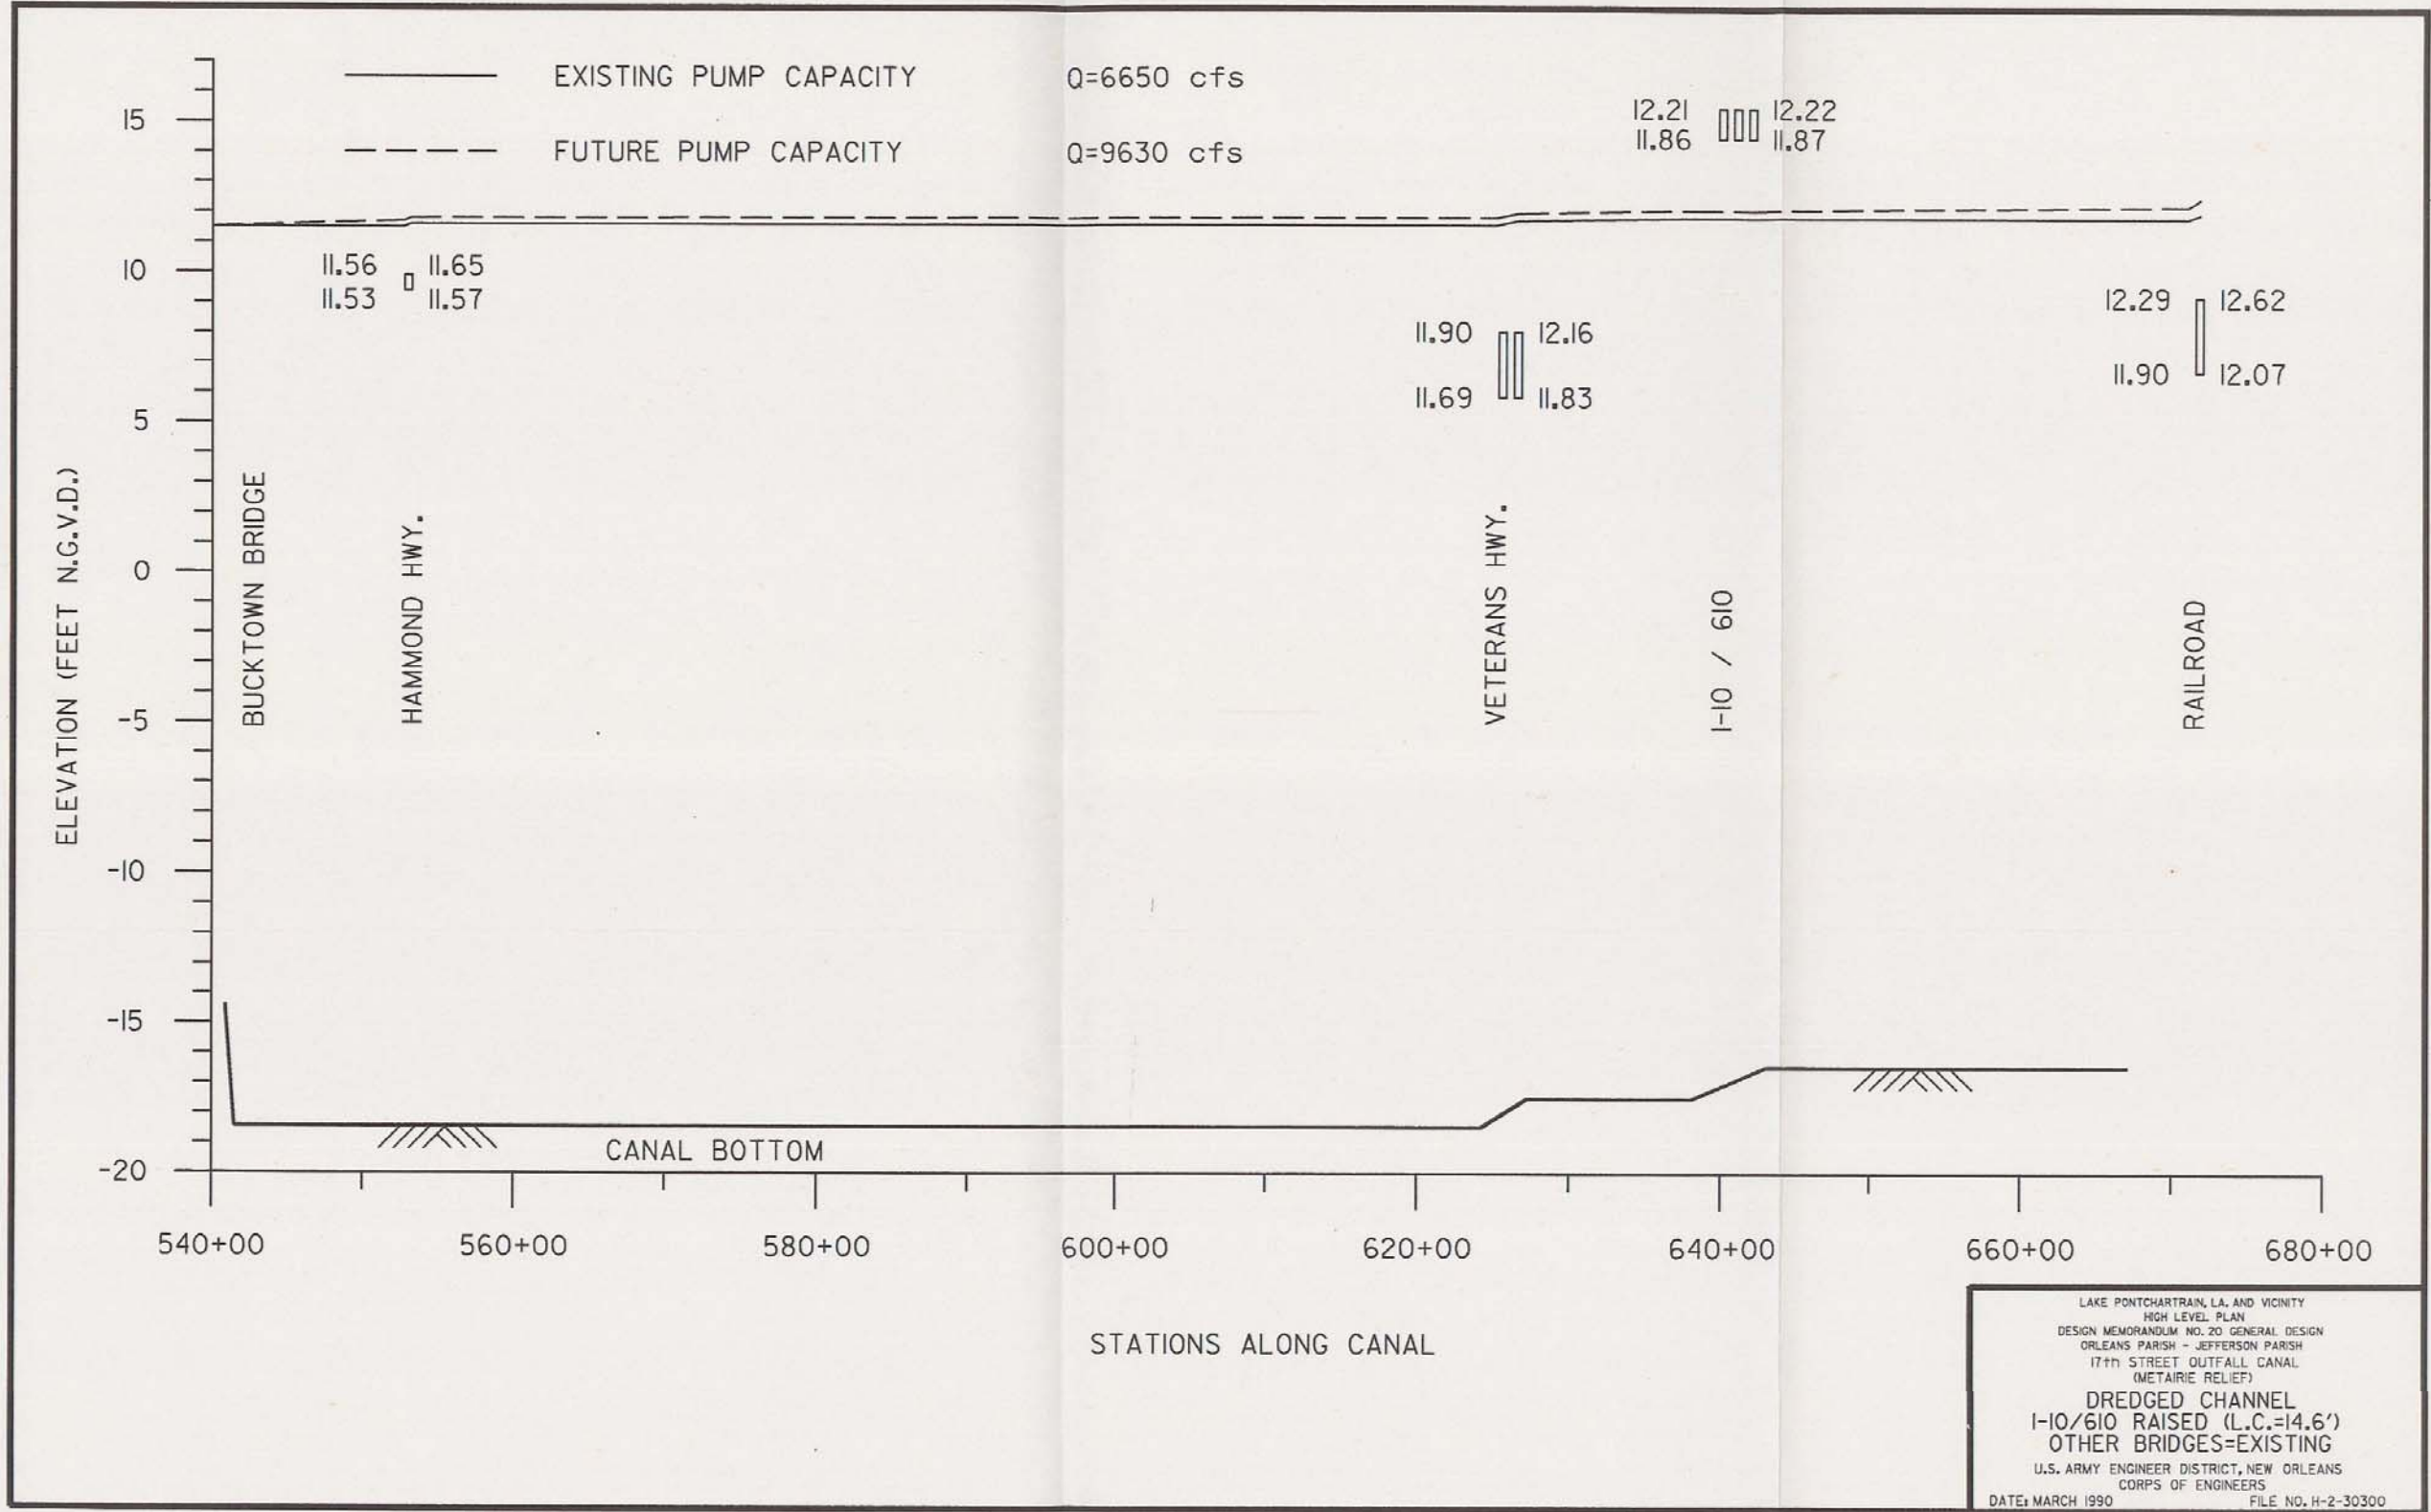 EXISTING PUMP CAPACITY Q=6650 cfs
FUTURE PUMP CAPACITY Q=9630 cfs
15
10
5
0
-5
-10
-15
-20
ELEVATION (FEET N.G.V.D.)
12.21 12.22
11.86 11.87
11.56 11.65
11.53 11.57
11.90 12.16
11.69 11.83
12.29 12.62
11.90 12.07
BUCKTOWN BRIDGE
HAMMOND HWY.
VETERANS HWY.
I-10 / 610
RAILROAD
CANAL BOTTOM
540+00 560+00 580+00 600+00 620+00 640+00 660+00 680+00
STATIONS ALONG CANAL
LAKE PONTCHARTRAIN, LA. AND VICINITY
HIGH LEVEL PLAN
DESIGN MEMORANDUM NO. 20 GENERAL DESIGN
ORLEANS PARISH - JEFFERSON PARISH
17th STREET OUTFALL CANAL
(METAIRIE RELIEF)
DREDGED CHANNEL
I-10/610 RAISED (L.C.=14.6')
OTHER BRIDGES=EXISTING
U.S. ARMY ENGINEER DISTRICT, NEW ORLEANS
CORPS OF ENGINEERS
DATE: MARCH 1990 FILE NO. H-2-30300